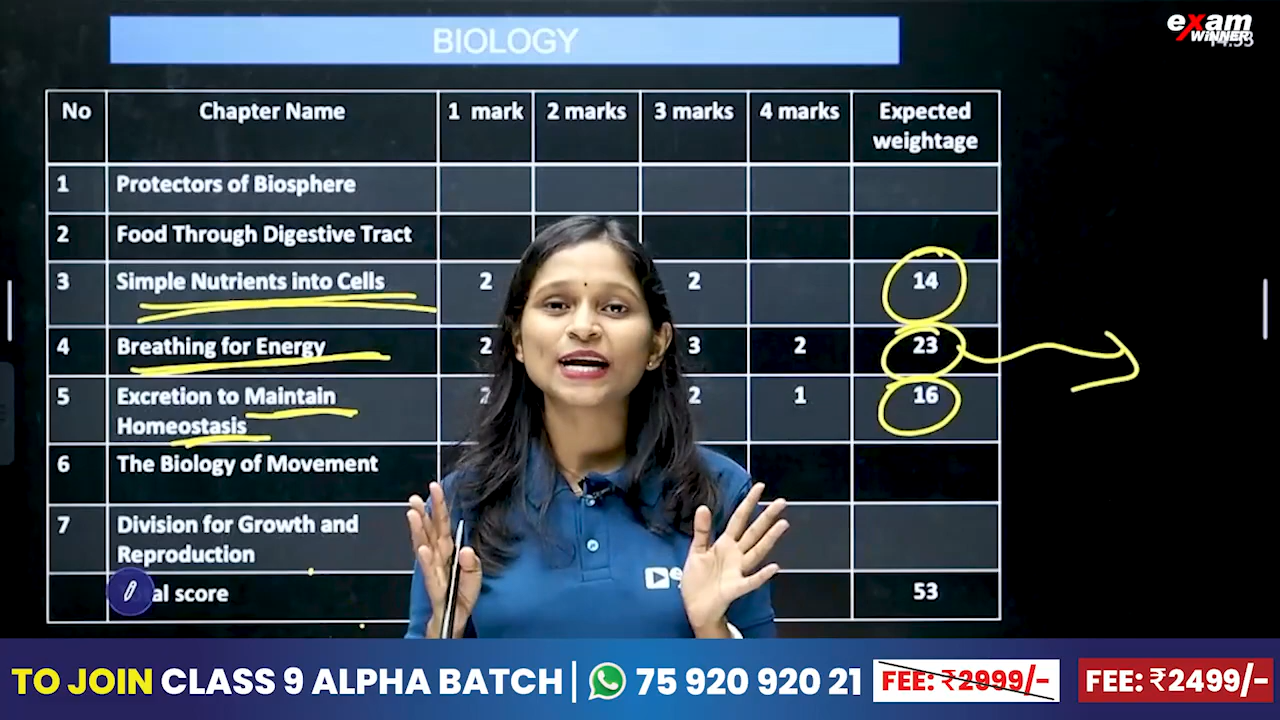 BIOLOGY
exam
WiNNER
No Chapter Name 1 mark 2 marks 3 marks 4 marks Expected
weightage
1 Protectors of Biosphere
2 Food Through Digestive Tract
3 Simple Nutrients into Cells 2 2 14
4 Breathing for Energy 2 3 2 23
5 Excretion to Maintain 2 2 1 16
Homeostasis
6 The Biology of Movement
7 Division for Growth and
Reproduction
score 53
TO JOIN CLASS 9 ALPHA BATCH | 75 920 920 21 FEE: ₹2999/- FEE: ₹2499/-